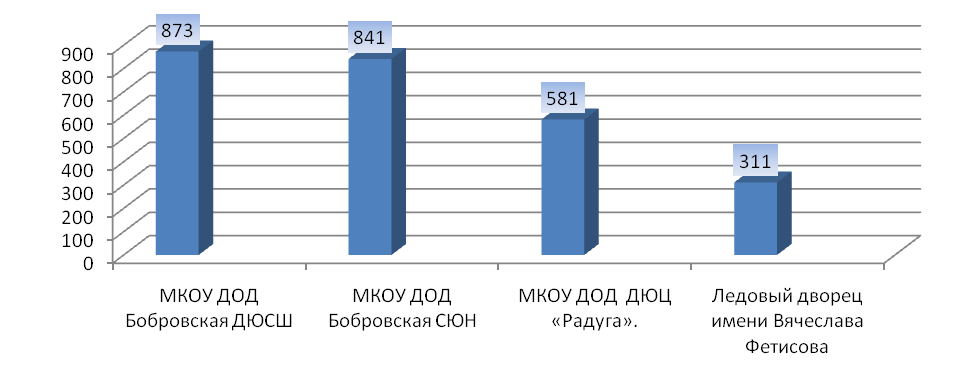 873
841
581
311
900
800
700
600
500
400
300
200
100
0
МКОУ ДОД
Бобровская ДЮСШ
МКОУ ДОД
Бобровская СЮН
МКОУ ДОД ДЮЦ
«Радуга».
Ледовый дворец
имени Вячеслава
Фетисова